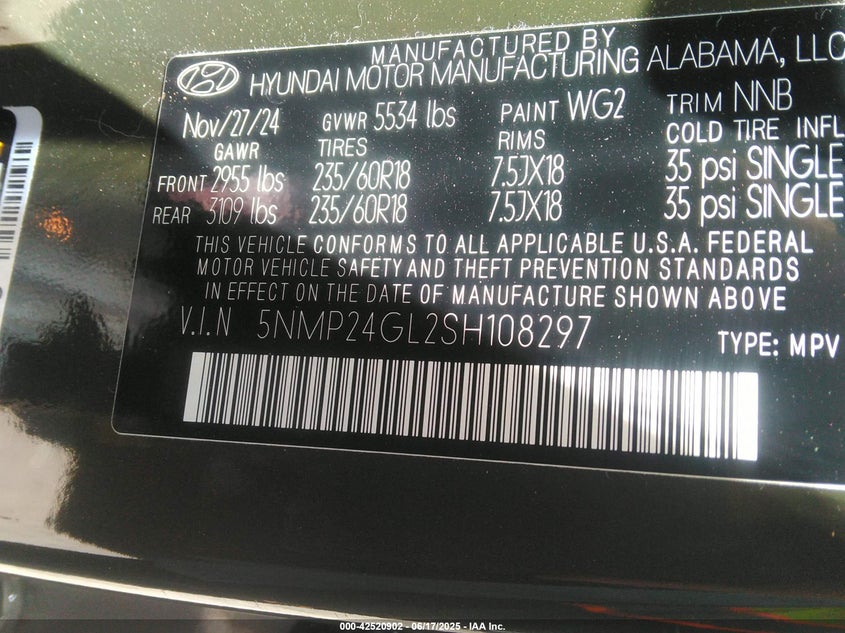 MANUFACTURED BY
HYUNDAI MOTOR MANUFACTURING ALABAMA, LLC
Nov/27/24 GVWR 5534 lbs PAINT WG2 TRIM NNB
GAWR TIRES RIMS COLD TIRE INFL
FRONT 2955 lbs 235/60R18 7.5JX18 35 psi SINGLE
REAR 3109 lbs 235/60R18 7.5JX18 35 psi SINGLE
THIS VEHICLE CONFORMS TO ALL APPLICABLE U.S.A. FEDERAL
MOTOR VEHICLE SAFETY AND THEFT PREVENTION STANDARDS
IN EFFECT ON THE DATE OF MANUFACTURE SHOWN ABOVE
V.I.N 5NMP24GL2SH108297 TYPE: MPV
000-42520902 - 06/17/2025 - IAA Inc.